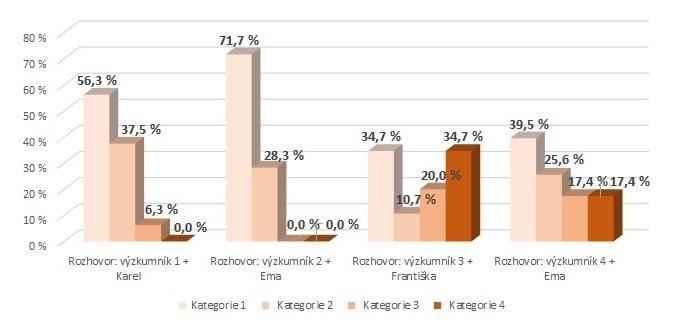 80 %
70 %
60 %
50 %
40 %
30 %
20 %
10 %
0 %
56,3 %
37,5 %
6,3 %
0,0 %
71,7 %
28,3 %
0,0 %
0,0 %
34,7 %
10,7 %
20,0 %
34,7 %
39,5 %
25,6 %
17,4 %
17,4 %
Rozhovor: výzkumník 1 +
Karel
Rozhovor: výzkumník 2 +
Ema
Rozhovor: výzkumník 3 +
Františka
Rozhovor: výzkumník 4 +
Ema
Kategorie 1
Kategorie 2
Kategorie 3
Kategorie 4